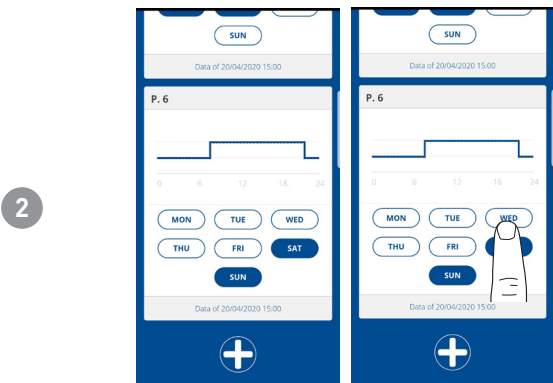 2
SUN
Data of 20/04/2020 15:00
P. 6
0 6 12 18 24
MON TUE WED
THU FRI SAT
SUN
Data of 20/04/2020 15:00
SUN
Data of 20/04/2020 15:00
P. 6
0 6 12 18 24
MON TUE WED
THU FRI
SUN
Data of 20/04/2020 15:00